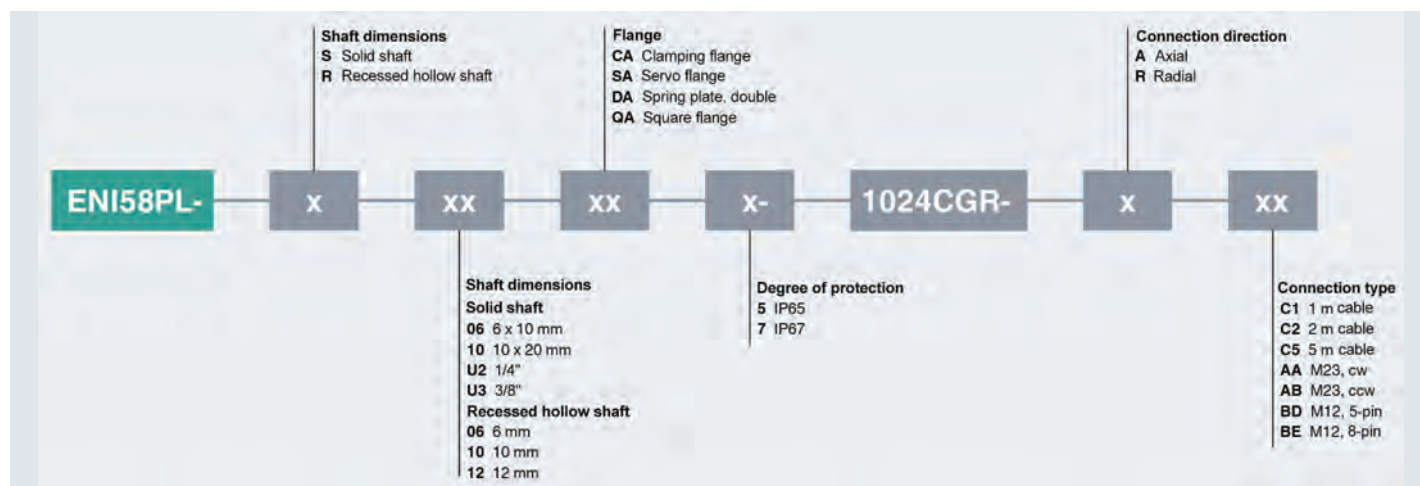 Shaft dimensions
S Solid shaft
R Recessed hollow shaft
Flange
CA Clamping flange
SA Servo flange
DA Spring plate, double
QA Square flange
Connection direction
A Axial
R Radial
ENI58PL- x xx xx x- 1024CGR- x xx
Shaft dimensions
Solid shaft
06 6 x 10 mm
10 10 x 20 mm
U2 1/4"
U3 3/8"
Recessed hollow shaft
06 6 mm
10 10 mm
12 12 mm
Degree of protection
5 IP65
7 IP67
Connection type
C1 1 m cable
C2 2 m cable
C5 5 m cable
AA M23, cw
AB M23, ccw
BD M12, 5-pin
BE M12, 8-pin